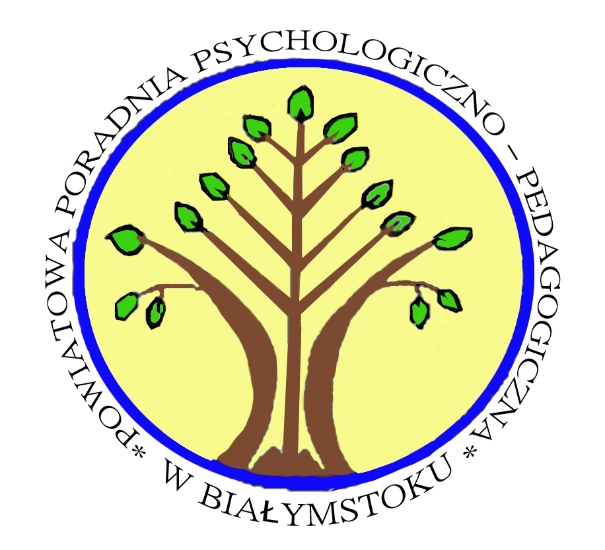 *POWIATOWA PORADNIA PSYCHOLOGICZNO – PEDAGOGICZNA*
W BIAŁYMSTOKU